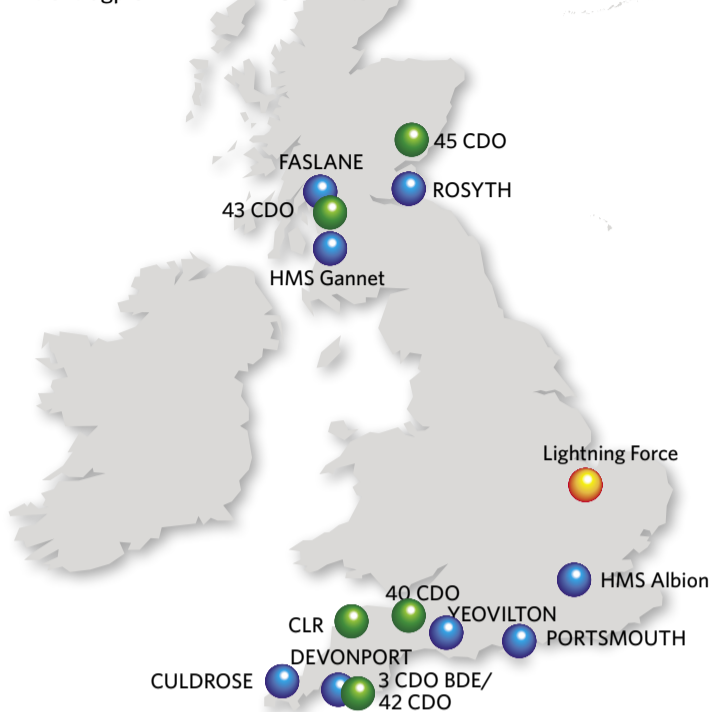 45 CDO
FASLANE
ROSYTH
43 CDO
HMS Gannet
Lightning Force
HMS Albion
40 CDO
YEOVILTON
CLR
PORTSMOUTH
DEVONPORT
CULDROSE
3 CDO BDE/
42 CDO